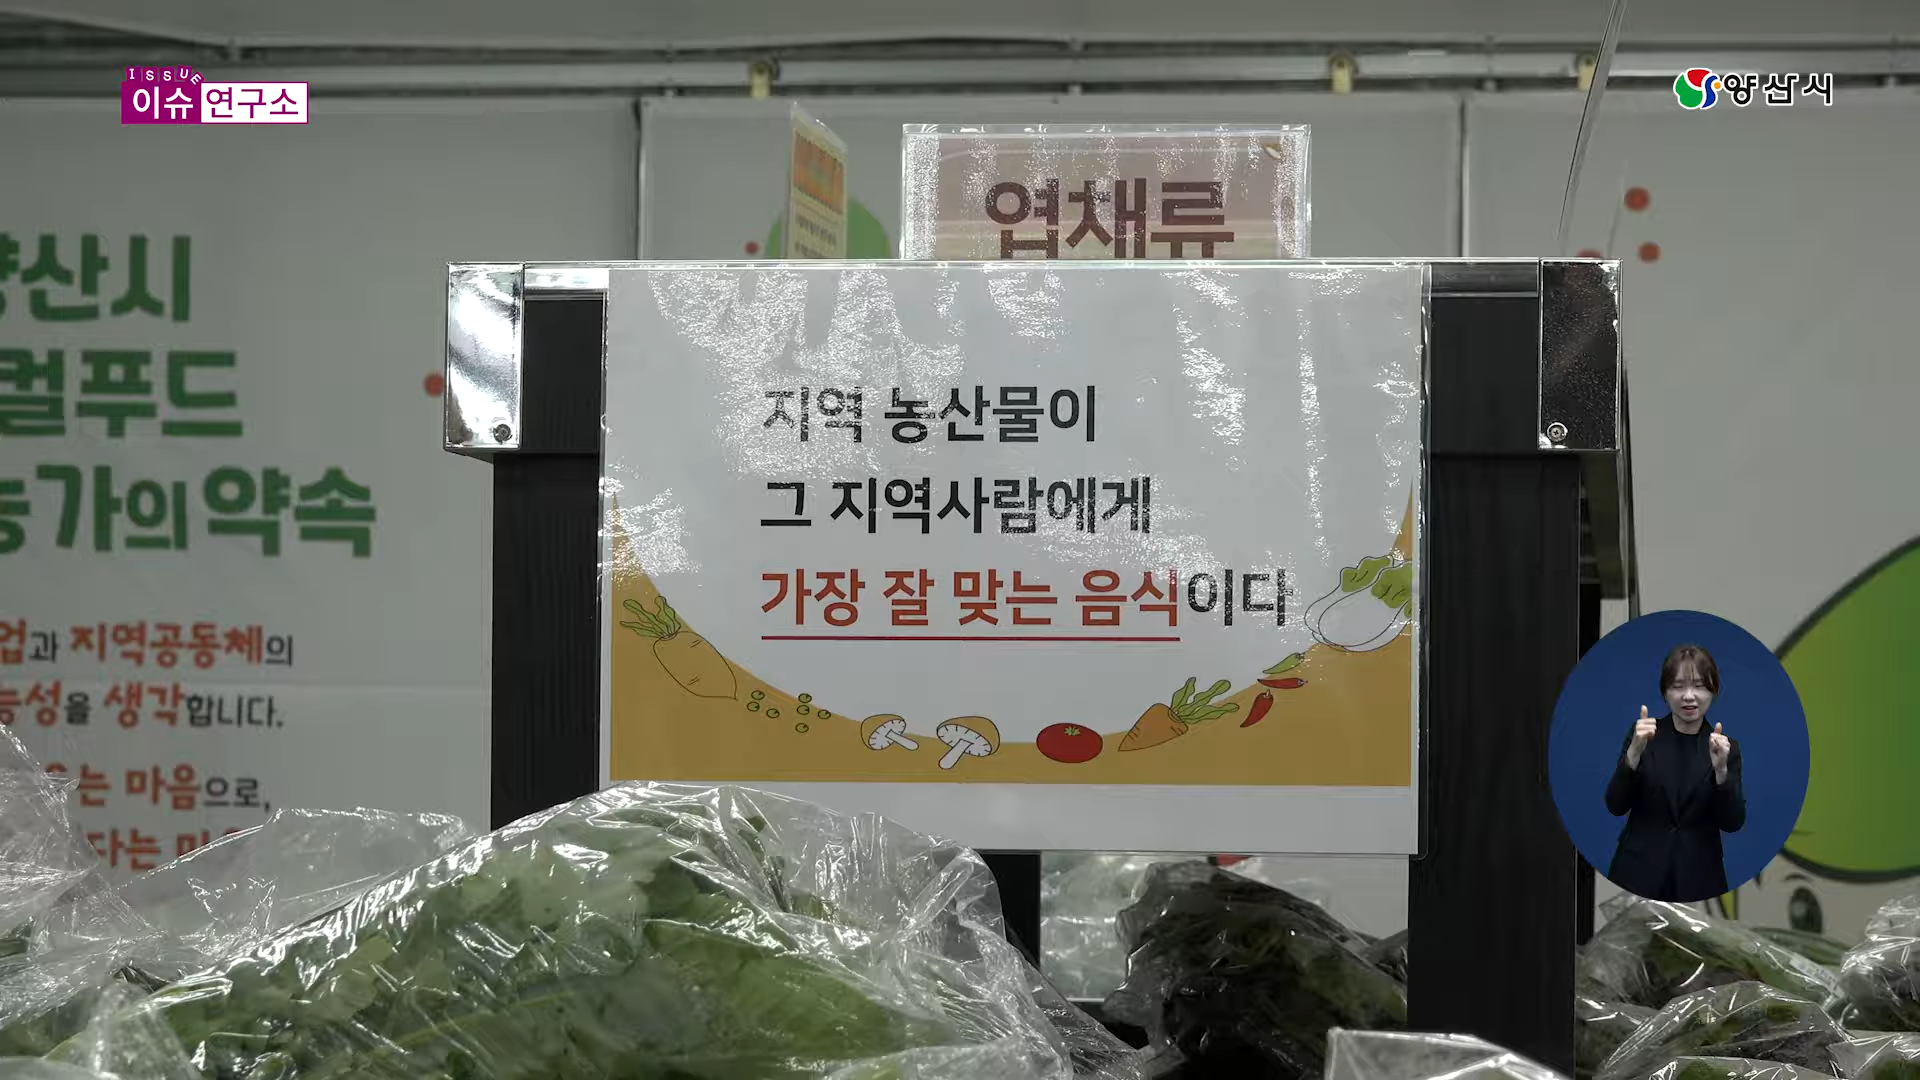 ISSUE
이슈연구소
양산시
엽채류
지역 농산물이
그 지역사람에게
가장 잘 맞는 음식이다
양산시
컬푸드
농가의 약속
업과 지역공동체의
능성을 생각합니다.
는 마음으로,
다는